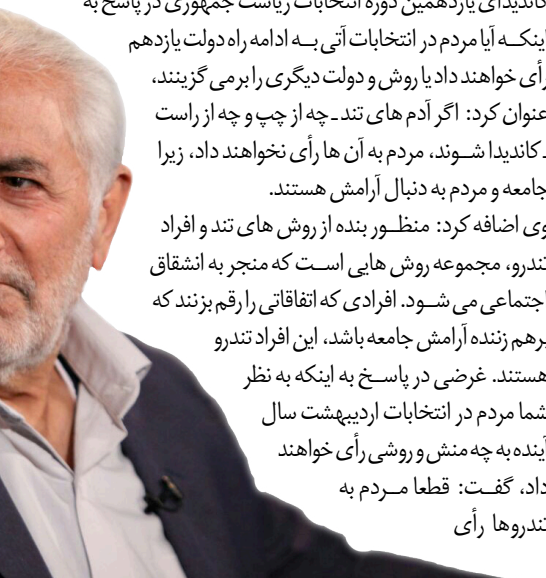 کاندیدای یازدهمین دوره انتخابات ریاست جمهوری در پاسخ به
اینکه آیا مردم در انتخابات آتی به ادامه راه دولت یازدهم
رأی خواهند داد یا روش و دولت دیگری را برمی گزینند،
عنوان کرد: اگر آدم های تند ـ چه از چپ و چه از راست
ـ کاندیدا شوند، مردم به آن ها رأی نخواهند داد، زیرا
جامعه و مردم به دنبال آرامش هستند.
وی اضافه کرد: منظور بنده از روش های تند و افراد
تندرو، مجموعه روش هایی است که منجر به انشقاق
اجتماعی می شود. افرادی که اتفاقاتی را رقم بزنند که
برهم زننده آرامش جامعه باشد، این افراد تندرو
هستند. غرضی در پاسخ به اینکه به نظر
شما مردم در انتخابات اردیبهشت سال
آینده به چه منش و روشی رأی خواهند
داد، گفت: قطعا مردم به
تندروها رأی